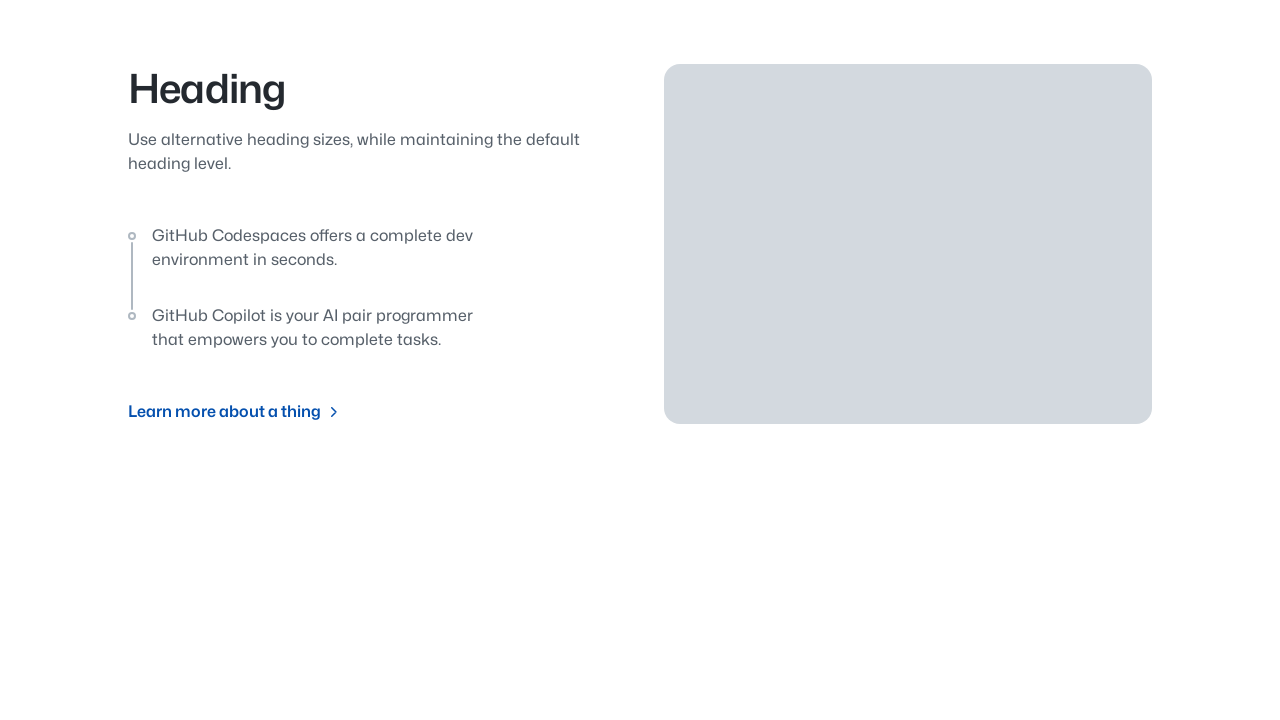 Heading
Use alternative heading sizes, while maintaining the default
heading level.
GitHub Codespaces offers a complete dev
environment in seconds.
GitHub Copilot is your AI pair programmer
that empowers you to complete tasks.
Learn more about a thing